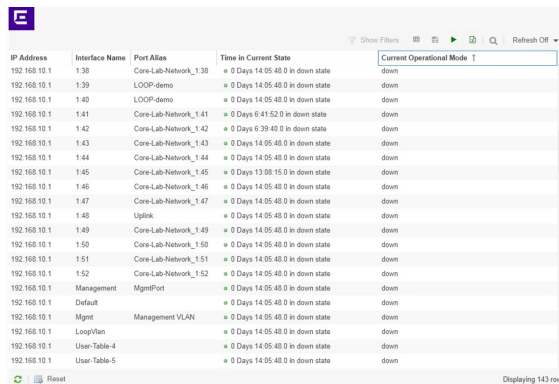 E
Show Filters Refresh Off
IP Address Interface Name Port Alias Time in Current State Current Operational Mode ↑
192.168.10.1 1:38 Core-Lab-Network_1:38 0 Days 14:05:48.0 in down state down
192.168.10.1 1:39 LOOP-demo 0 Days 14:05:48.0 in down state down
192.168.10.1 1:40 LOOP-demo 0 Days 14:05:48.0 in down state down
192.168.10.1 1:41 Core-Lab-Network_1:41 0 Days 6:41:52.0 in down state down
192.168.10.1 1:42 Core-Lab-Network_1:42 0 Days 6:39:40.0 in down state down
192.168.10.1 1:43 Core-Lab-Network_1:43 0 Days 14:05:48.0 in down state down
192.168.10.1 1:44 Core-Lab-Network_1:44 0 Days 14:05:48.0 in down state down
192.168.10.1 1:45 Core-Lab-Network_1:45 0 Days 13:08:15.0 in down state down
192.168.10.1 1:46 Core-Lab-Network_1:46 0 Days 14:05:48.0 in down state down
192.168.10.1 1:47 Core-Lab-Network_1:47 0 Days 14:05:48.0 in down state down
192.168.10.1 1:48 Uplink 0 Days 14:05:48.0 in down state down
192.168.10.1 1:49 Core-Lab-Network_1:49 0 Days 14:05:48.0 in down state down
192.168.10.1 1:50 Core-Lab-Network_1:50 0 Days 14:05:48.0 in down state down
192.168.10.1 1:51 Core-Lab-Network_1:51 0 Days 14:05:48.0 in down state down
192.168.10.1 1:52 Core-Lab-Network_1:52 0 Days 14:05:48.0 in down state down
192.168.10.1 Management MgmtPort 0 Days 14:05:48.0 in down state down
192.168.10.1 Default 0 Days 14:05:48.0 in down state down
192.168.10.1 Mgmt Management VLAN 0 Days 14:05:48.0 in down state down
192.168.10.1 LoopVlan 0 Days 14:05:48.0 in down state down
192.168.10.1 User-Table-4 0 Days 14:05:48.0 in down state down
192.168.10.1 User-Table-5 0 Days 14:05:48.0 in down state down
Reset Displaying 143 rou